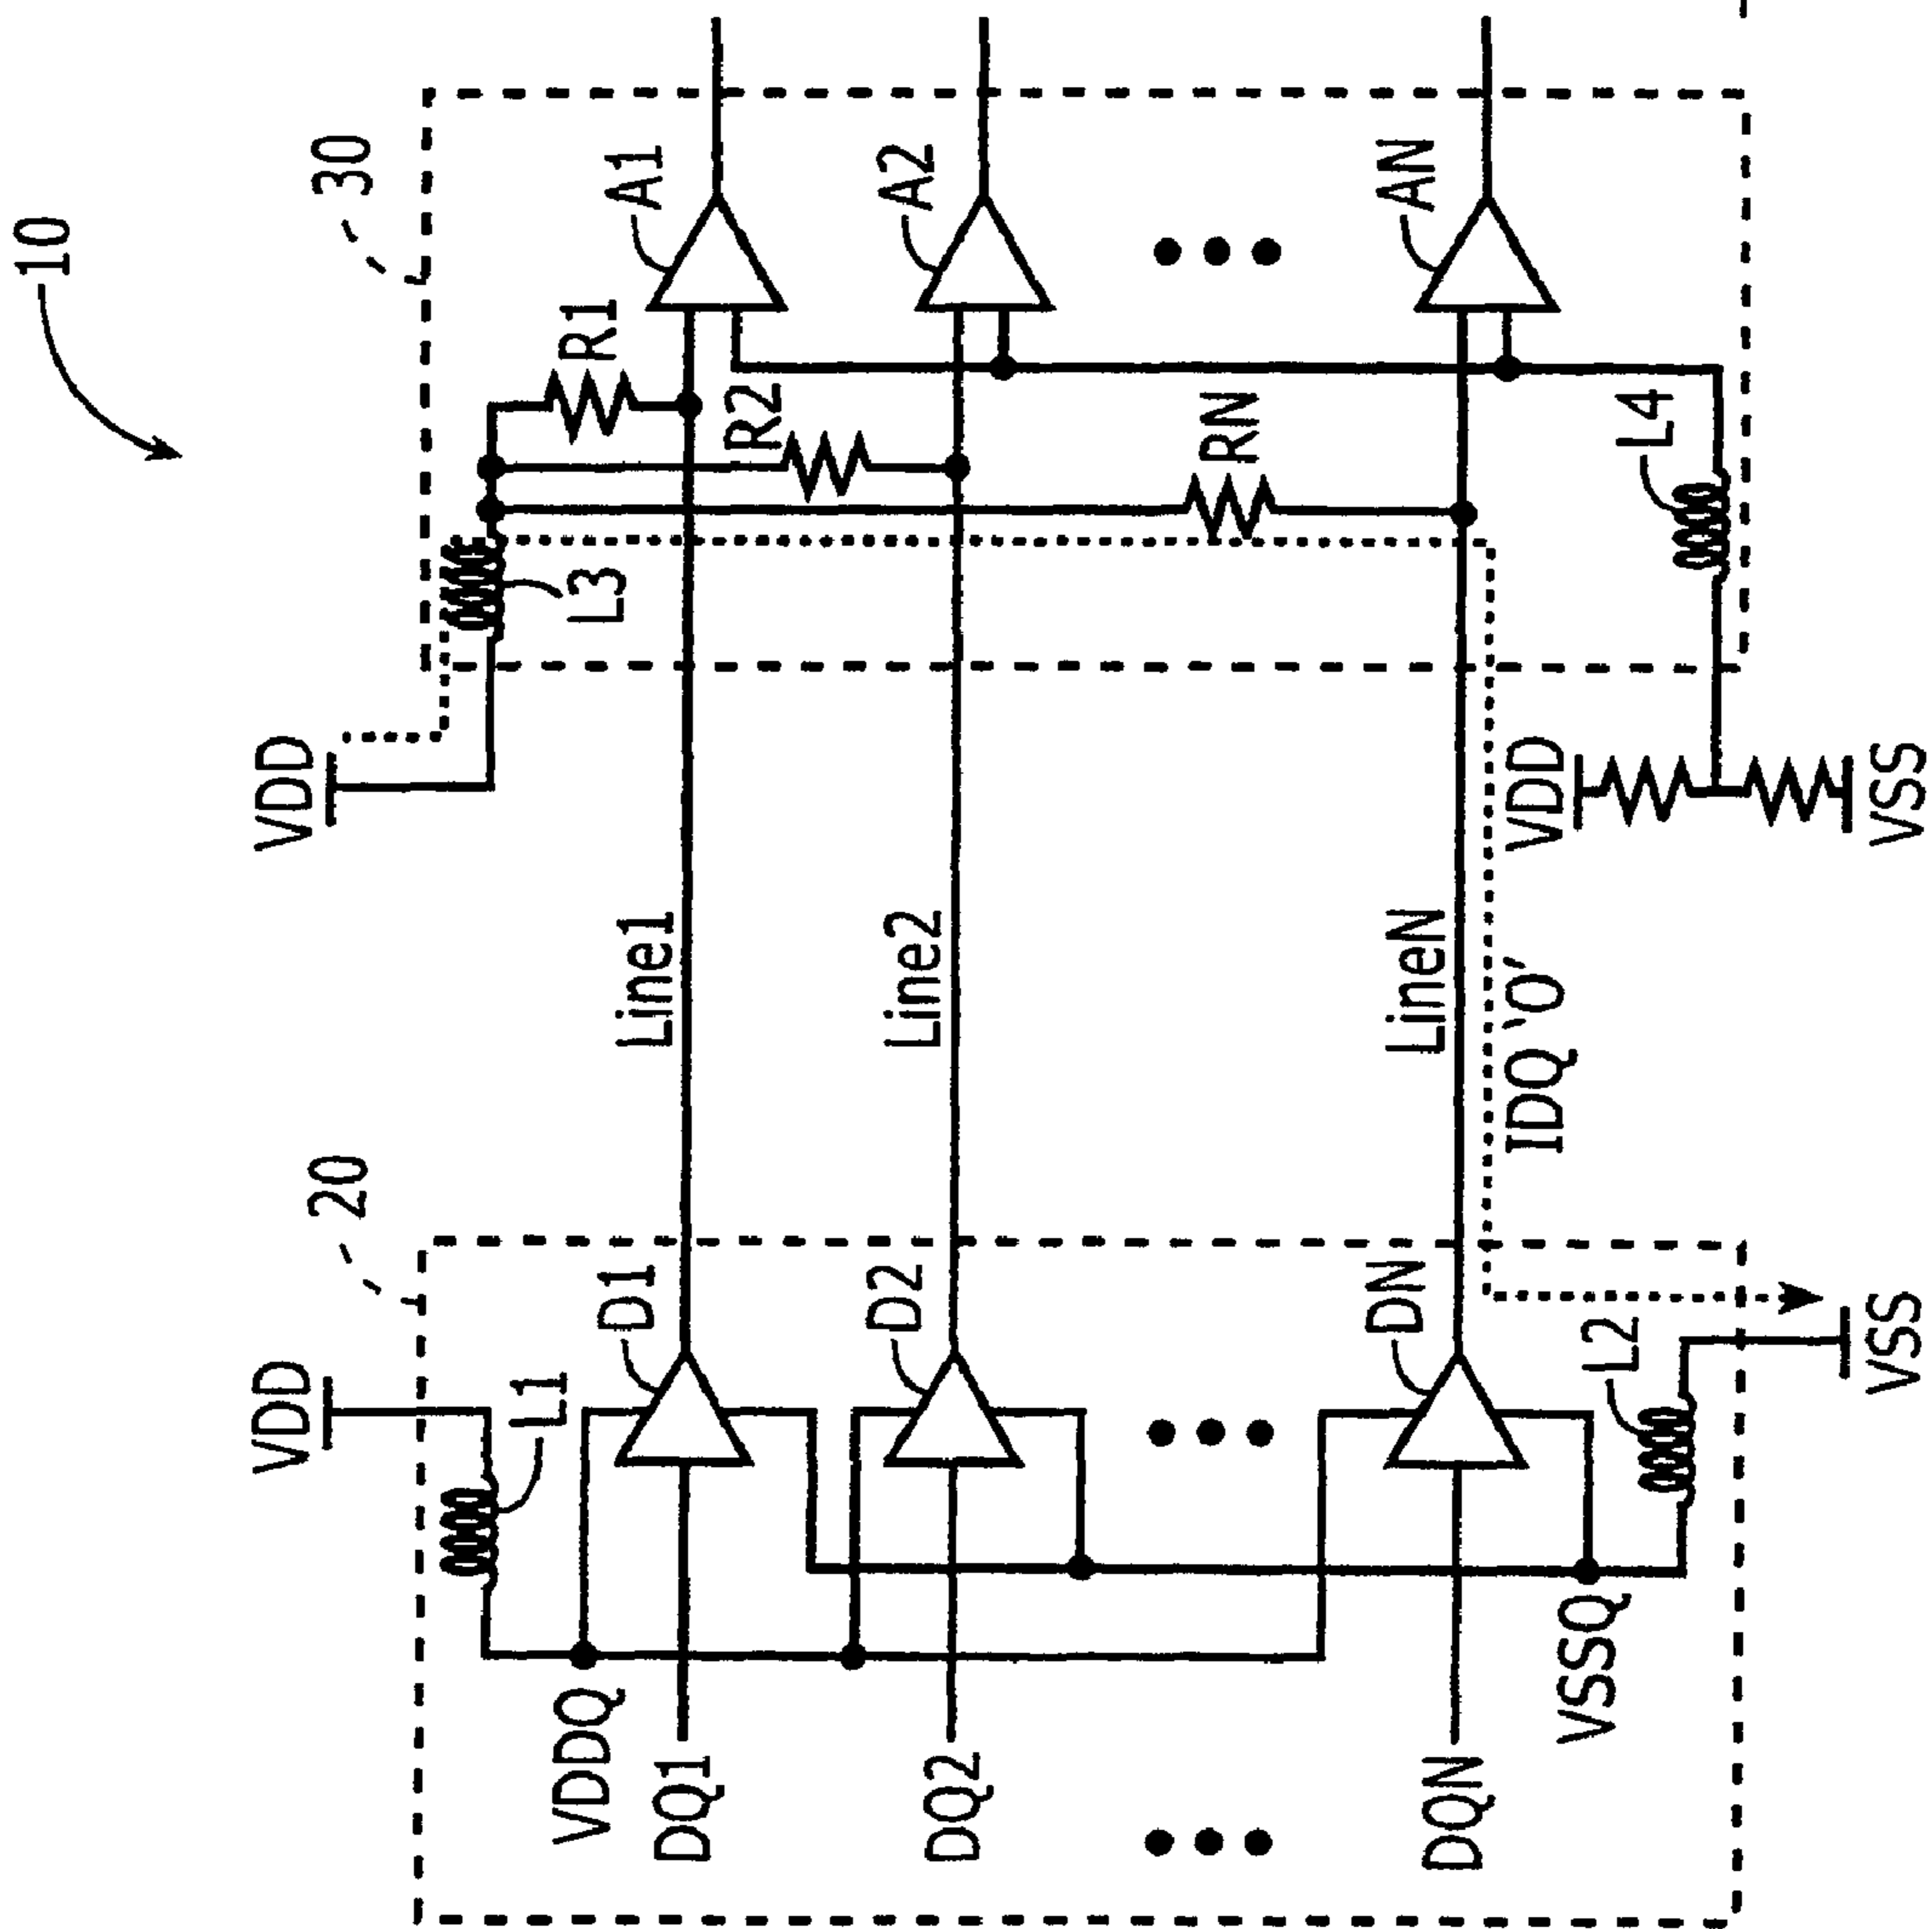 10
20
30
VDD
VDD
L1
L3
VDDQ
R1
DQ1
D1
Line1
A1
R2
DQ2
D2
Line2
A2
RN
DQN
DN
LineN
AN
IDQ'0'
VDD
L4
VSSQ
L2
VSS
VSS